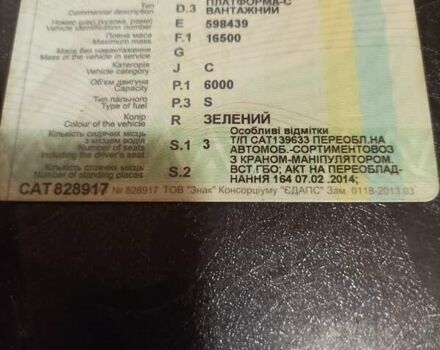 Тип D.3 ПЛАТФОРМА-С
Commercial description ВАНТАЖНИЙ
Номер шасі (кузова, рами) E 598439
Vehicle identification number
Повна маса F.1 16500
Maximum mass
Маса без навантаження G
Mass of the vehicle in service
Категорія J C
Vehicle category
Об'єм двигуна P.1 6000
Capacity
Тип пального P.3 S
Type of fuel
Колір R ЗЕЛЕНИЙ
Colour of the vehicle Особливі відмітки
Кількість сидячих місць S.1 3 Т/П САТ139633 ПЕРЕОБЛ.НА
з місцем водія АВТОМОБ.-СОРТИМЕНТОВОЗ
Number of seats З КРАНОМ-МАНІПУЛЯТОРОМ.
including the driver's seat
Кількість стоячих місць S.2 ВСТ.ГБО; АКТ НА ПЕРЕОБЛАД-
Number of standing places НАННЯ 164 07.02 .2014;
САТ 828917 № 828917 ТОВ "Знак" Консорціуму "ЄДАПС" Зам. 0118-2013.03